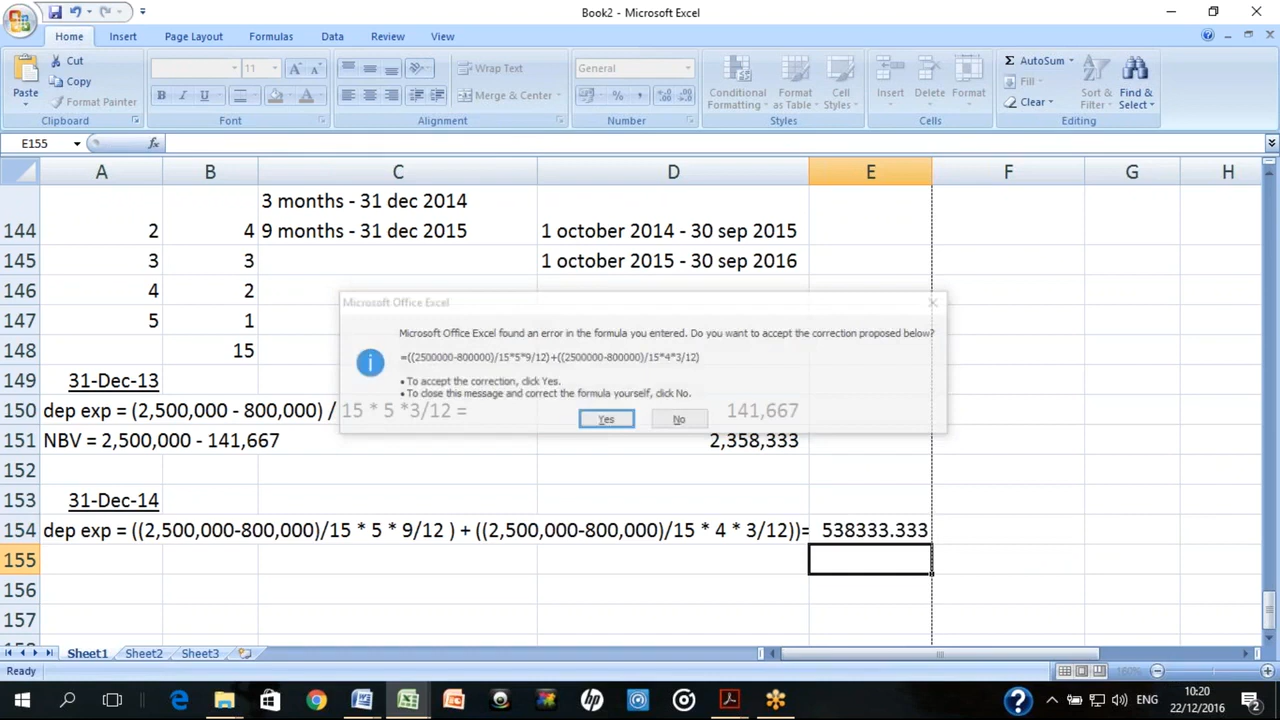 Book2 - Microsoft Excel
Home Insert Page Layout Formulas Data Review View
Paste
Cut
Copy
Format Painter
Clipboard
11
B I U
Font
Wrap Text
Merge & Center
Alignment
General
%
Number
Conditional Formatting
Format as Table
Cell Styles
Styles
Insert
Delete
Format
Cells
Σ AutoSum
Fill
Clear
Sort & Filter
Find & Select
Editing
E155
fx
A B C D E F G H
3 months - 31 dec 2014
144 2 4 9 months - 31 dec 2015 1 october 2014 - 30 sep 2015
145 3 3 1 october 2015 - 30 sep 2016
146 4 2
147 5 1
148 15
149 31-Dec-13
150 dep exp = (2,500,000 - 800,000) / 15 * 5 *3/12 = 141,667
151 NBV = 2,500,000 - 141,667 2,358,333
152
153 31-Dec-14
154 dep exp = ((2,500,000-800,000)/15 * 5 * 9/12 ) + ((2,500,000-800,000)/15 * 4 * 3/12))= 538333.333
155
156
157
Microsoft Office Excel
Microsoft Office Excel found an error in the formula you entered. Do you want to accept the correction proposed below?
=((2500000-800000)/15*5*9/12)+((2500000-800000)/15*4*3/12)
• To accept the correction, click Yes.
• To close this message and correct the formula yourself, click No.
Yes No
Sheet1 Sheet2 Sheet3
Ready
160%
ENG
10:20
22/12/2016
2